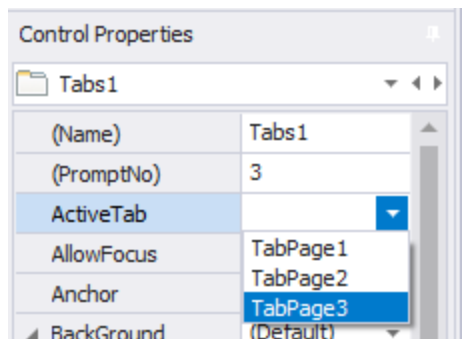 Control Properties
Tabs1
(Name) Tabs1
(PromptNo) 3
ActiveTab
AllowFocus TabPage1
TabPage2
Anchor TabPage3
BackGround (Default)